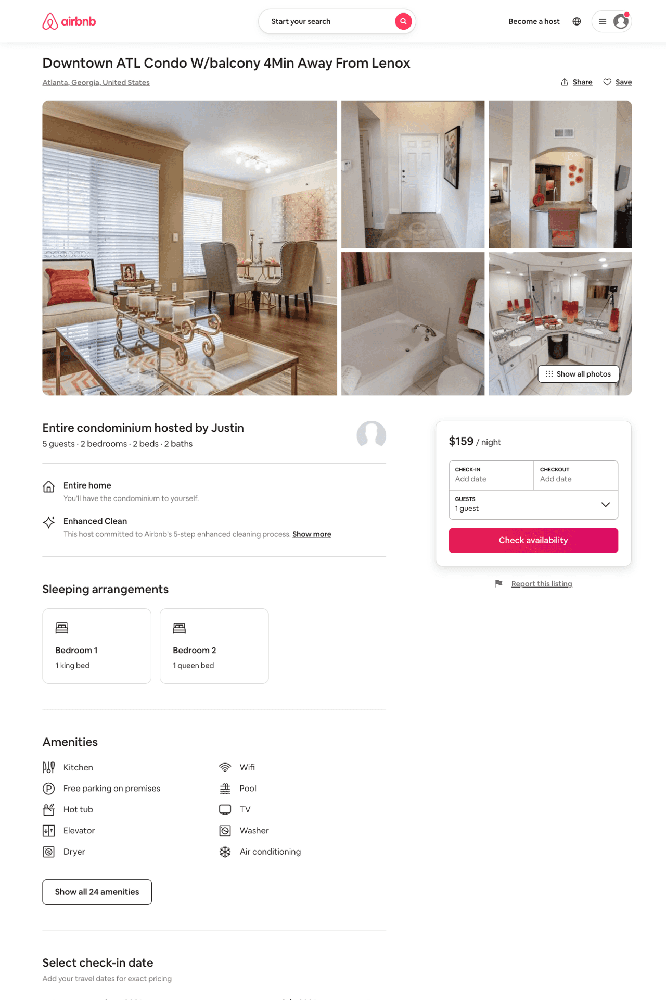 airbnb
Start your search
Become a host
Downtown ATL Condo W/balcony 4Min Away From Lenox
Atlanta, Georgia, United States
Share
Save
Show all photos
Entire condominium hosted by Justin
5 guests · 2 bedrooms · 2 beds · 2 baths
$159 / night
CHECK-IN
Add date
CHECKOUT
Add date
GUESTS
1 guest
Check availability
Report this listing
Entire home
You'll have the condominium to yourself.
Enhanced Clean
This host committed to Airbnb's 5-step enhanced cleaning process. Show more
Sleeping arrangements
Bedroom 1
1 king bed
Bedroom 2
1 queen bed
Amenities
Kitchen
Wifi
Free parking on premises
Pool
Hot tub
TV
Elevator
Washer
Dryer
Air conditioning
Show all 24 amenities
Select check-in date
Add your travel dates for exact pricing